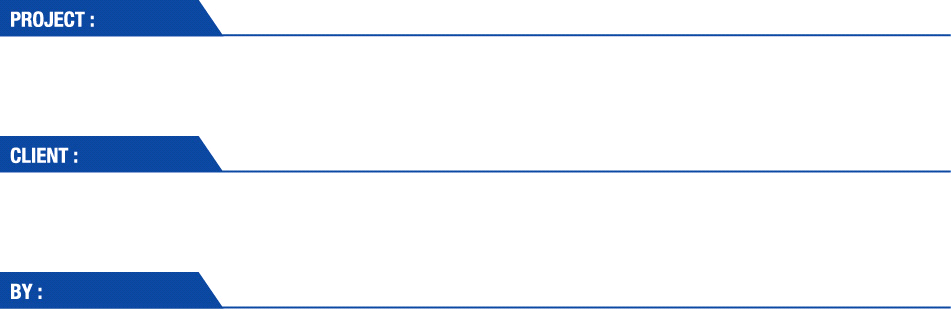 PROJECT :
CLIENT :
BY :